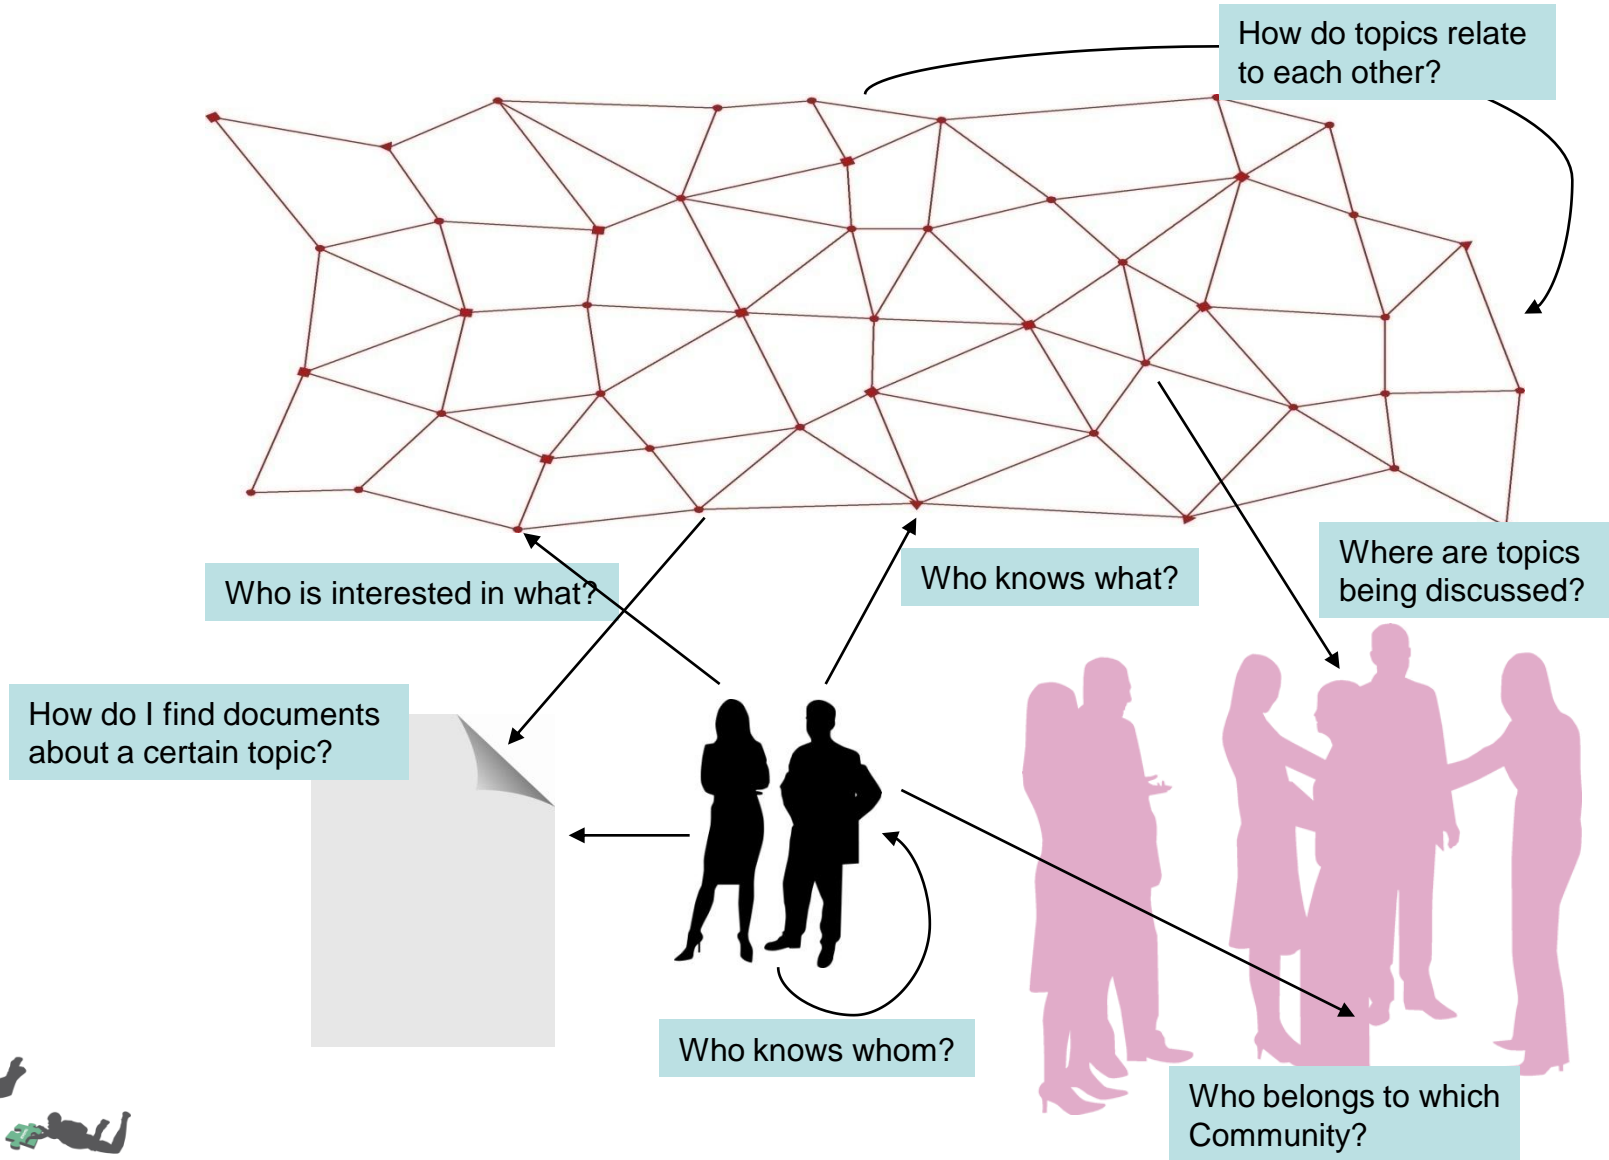 How do topics relate
to each other?
Who is interested in what?
Who knows what?
Where are topics
being discussed?
How do I find documents
about a certain topic?
Who knows whom?
Who belongs to which
Community?